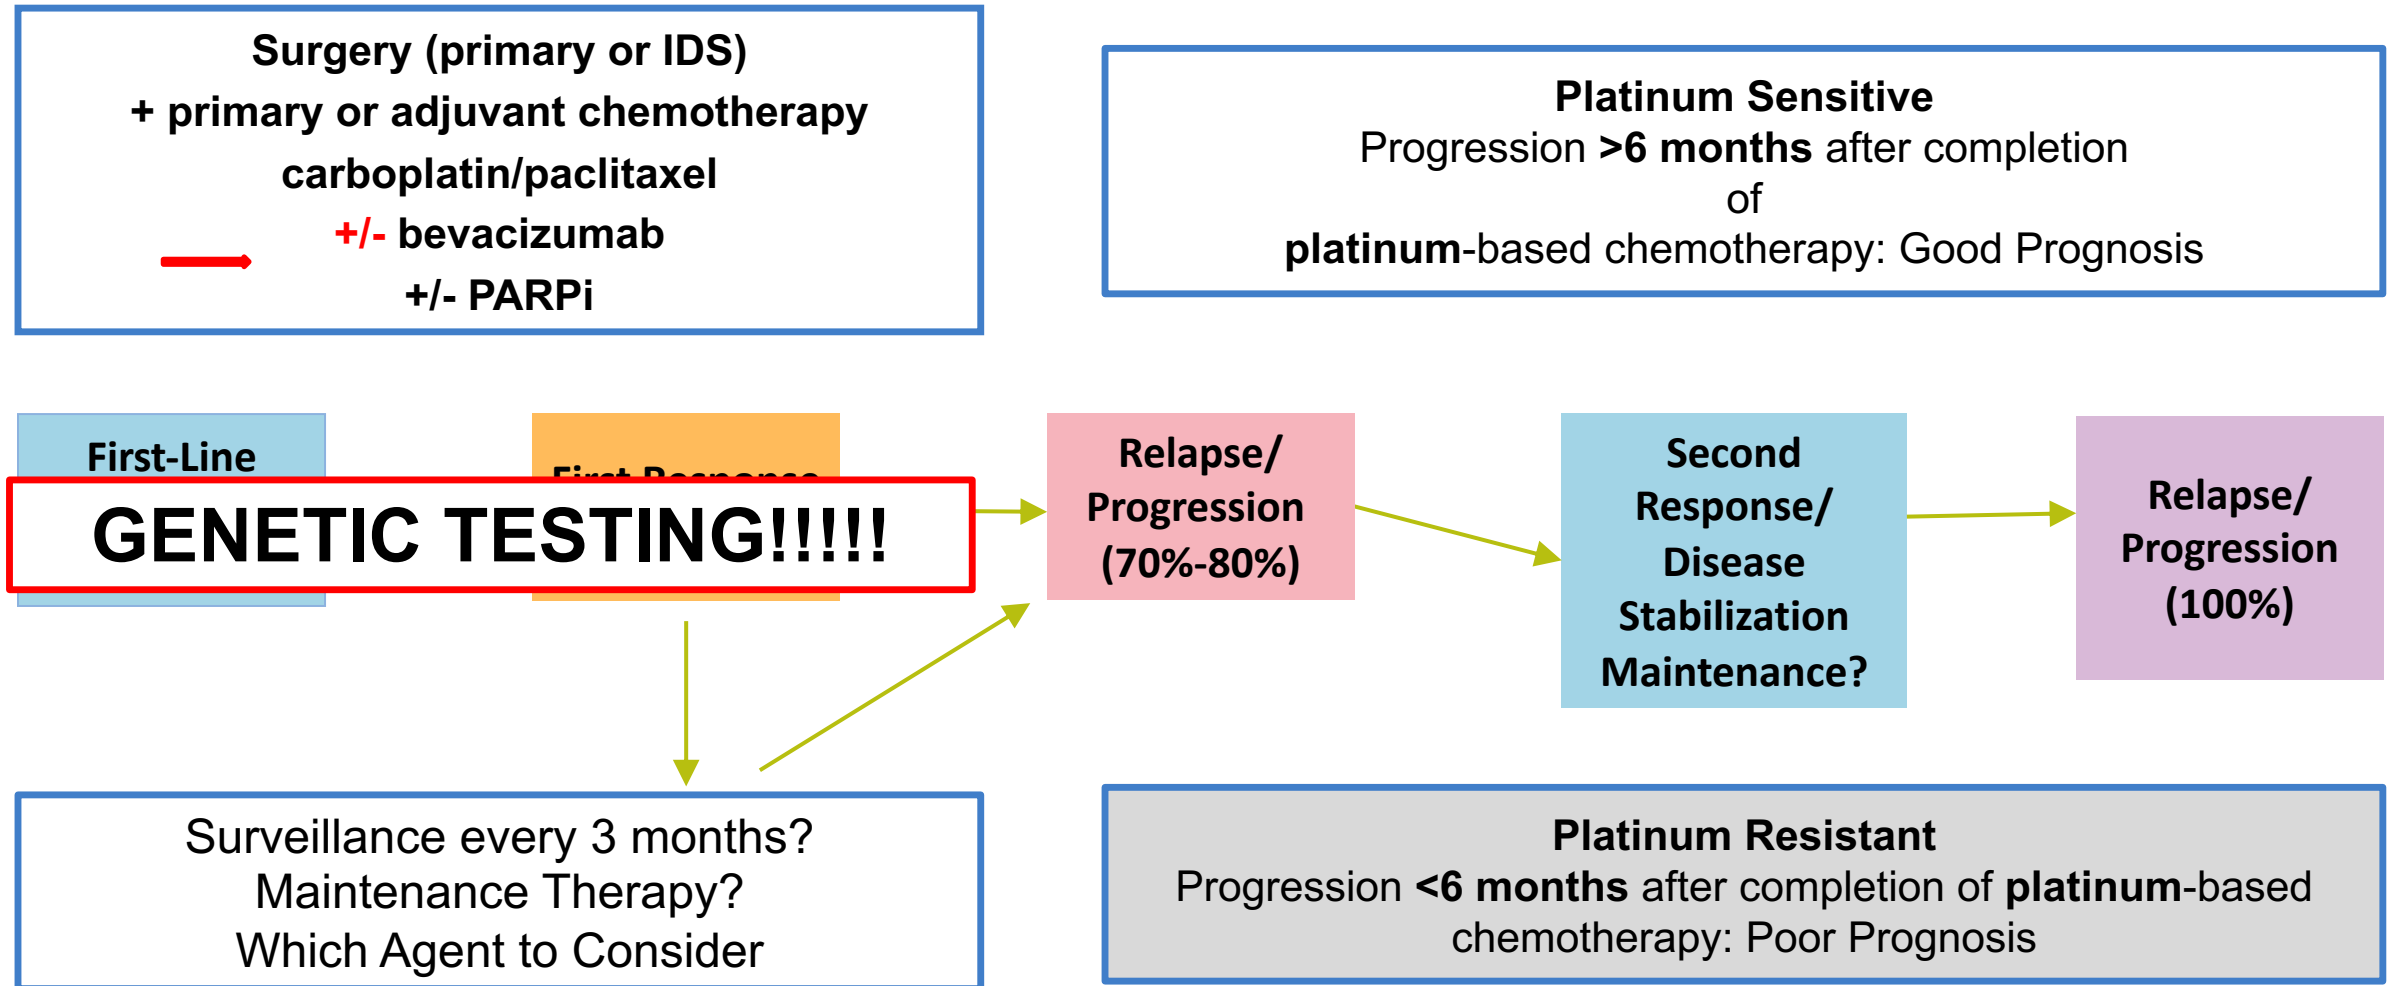 Surgery (primary or IDS)
+ primary or adjuvant chemotherapy
carboplatin/paclitaxel
+/- bevacizumab
+/- PARPi
Platinum Sensitive
Progression >6 months after completion
of
platinum-based chemotherapy: Good Prognosis
First-Line
First Response
GENETIC TESTING!!!!!
Relapse/
Progression
(70%-80%)
Second
Response/
Disease
Stabilization
Maintenance?
Relapse/
Progression
(100%)
Surveillance every 3 months?
Maintenance Therapy?
Which Agent to Consider
Platinum Resistant
Progression <6 months after completion of platinum-based
chemotherapy: Poor Prognosis